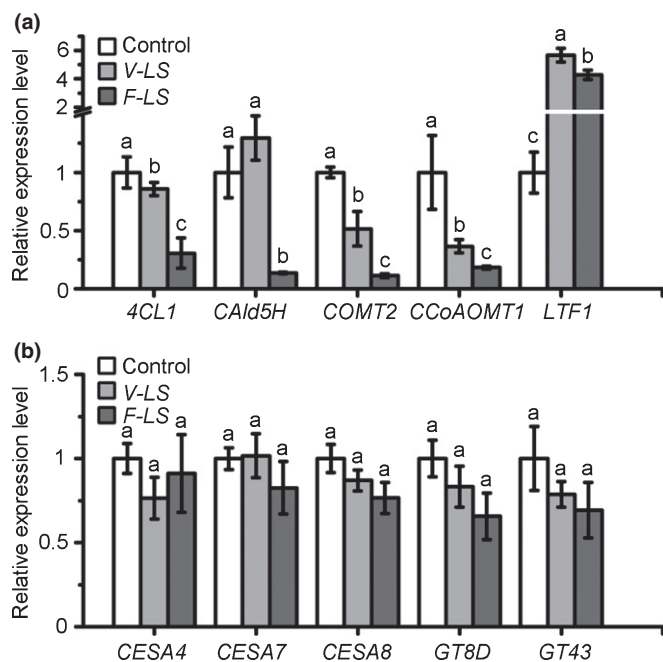 (a)
Relative expression level
Control
V-LS
F-LS
6
4
2
1
0.5
0
a b c
a a b
a b c
a b c
c a b
4CL1 CAld5H COMT2 CCoAOMT1 LTF1
(b)
Relative expression level
Control
V-LS
F-LS
1.5
1
0.5
0
a a a
a a a
a a a
a a a
a a a
CESA4 CESA7 CESA8 GT8D GT43